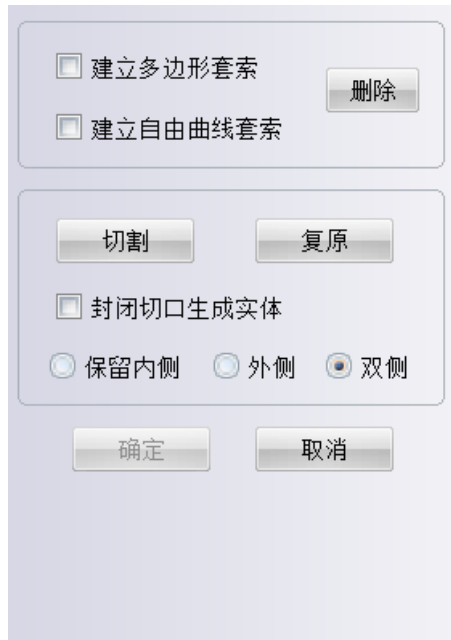 建立多边形套索
删除
建立自由曲线套索
切割 复原
封闭切口生成实体
保留内侧 外侧 双侧
确定 取消